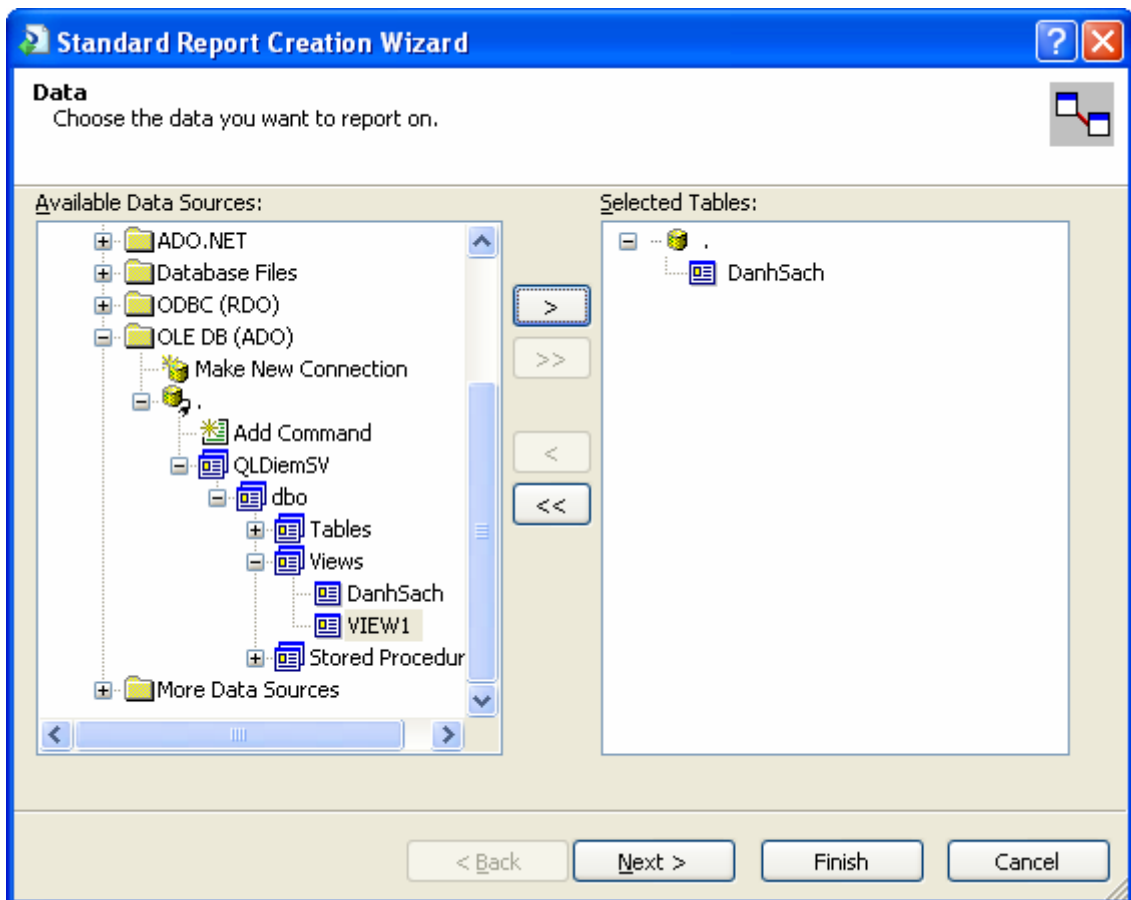 Standard Report Creation Wizard
Data
Choose the data you want to report on.
Available Data Sources:
Selected Tables:
ADO.NET
Database Files
ODBC (RDO)
OLE DB (ADO)
Make New Connection
.
Add Command
QLDiemSV
dbo
Tables
Views
DanhSach
VIEW1
Stored Procedur
More Data Sources
>
>>
<
<<
.
DanhSach
< Back
Next >
Finish
Cancel